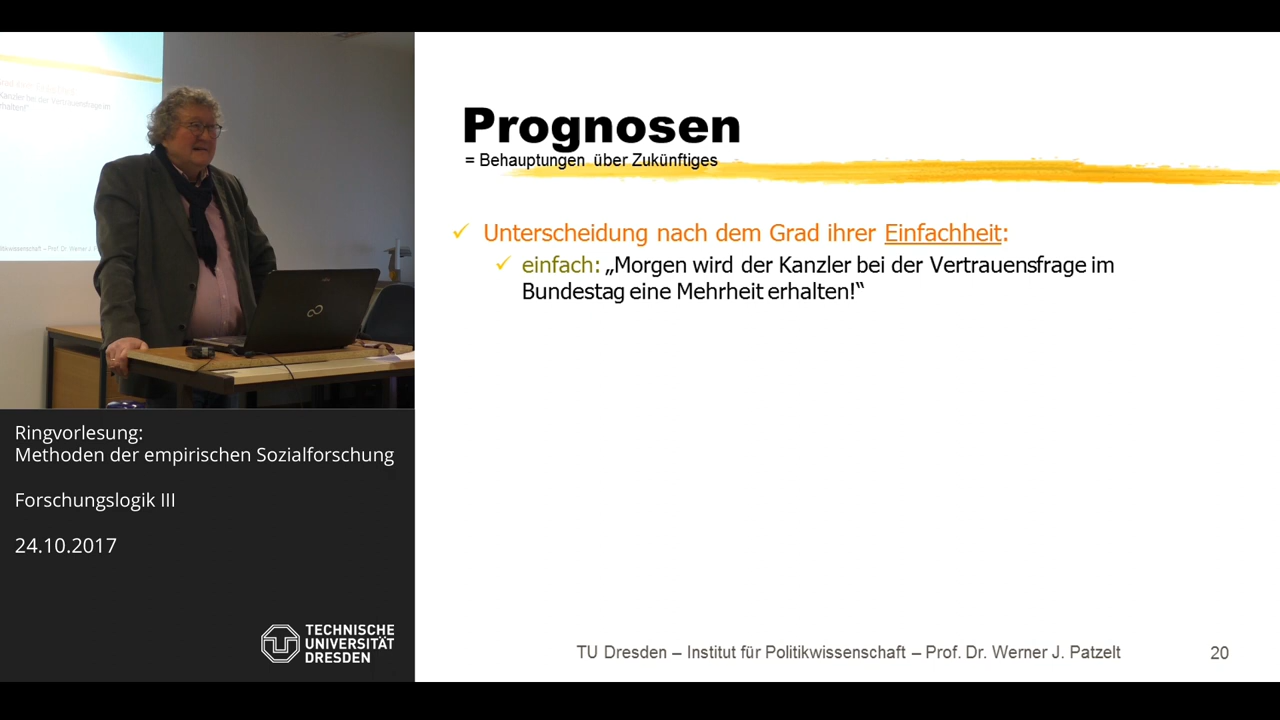 Prognosen
= Behauptungen über Zukünftiges
✓ Unterscheidung nach dem Grad ihrer Einfachheit:
✓ einfach: „Morgen wird der Kanzler bei der Vertrauensfrage im
Bundestag eine Mehrheit erhalten!“
TU Dresden – Institut für Politikwissenschaft – Prof. Dr. Werner J. Patzelt
20
Ringvorlesung:
Methoden der empirischen Sozialforschung
Forschungslogik III
24.10.2017
TECHNISCHE
UNIVERSITÄT
DRESDEN